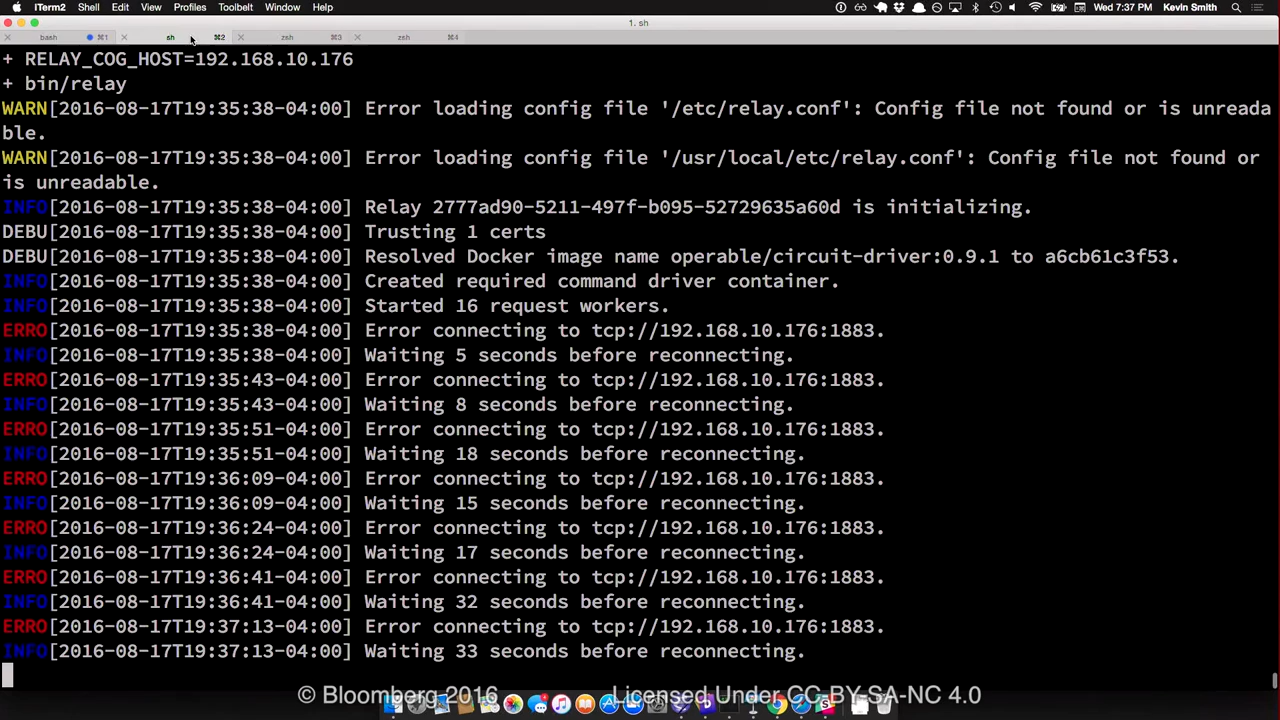 iTerm2 Shell Edit View Profiles Toolbelt Window Help Wed 7:37 PM Kevin Smith
1. sh
bash ⌘1 sh ⌘2 zsh ⌘3 zsh ⌘4
+ RELAY_COG_HOST=192.168.10.176
+ bin/relay
WARN[2016-08-17T19:35:38-04:00] Error loading config file '/etc/relay.conf': Config file not found or is unreada
ble.
WARN[2016-08-17T19:35:38-04:00] Error loading config file '/usr/local/etc/relay.conf': Config file not found or
is unreadable.
INFO[2016-08-17T19:35:38-04:00] Relay 2777ad90-5211-497f-b095-52729635a60d is initializing.
DEBU[2016-08-17T19:35:38-04:00] Trusting 1 certs
DEBU[2016-08-17T19:35:38-04:00] Resolved Docker image name operable/circuit-driver:0.9.1 to a6cb61c3f53.
INFO[2016-08-17T19:35:38-04:00] Created required command driver container.
INFO[2016-08-17T19:35:38-04:00] Started 16 request workers.
ERRO[2016-08-17T19:35:38-04:00] Error connecting to tcp://192.168.10.176:1883.
INFO[2016-08-17T19:35:38-04:00] Waiting 5 seconds before reconnecting.
ERRO[2016-08-17T19:35:43-04:00] Error connecting to tcp://192.168.10.176:1883.
INFO[2016-08-17T19:35:43-04:00] Waiting 8 seconds before reconnecting.
ERRO[2016-08-17T19:35:51-04:00] Error connecting to tcp://192.168.10.176:1883.
INFO[2016-08-17T19:35:51-04:00] Waiting 18 seconds before reconnecting.
ERRO[2016-08-17T19:36:09-04:00] Error connecting to tcp://192.168.10.176:1883.
INFO[2016-08-17T19:36:09-04:00] Waiting 15 seconds before reconnecting.
ERRO[2016-08-17T19:36:24-04:00] Error connecting to tcp://192.168.10.176:1883.
INFO[2016-08-17T19:36:24-04:00] Waiting 17 seconds before reconnecting.
ERRO[2016-08-17T19:36:41-04:00] Error connecting to tcp://192.168.10.176:1883.
INFO[2016-08-17T19:36:41-04:00] Waiting 32 seconds before reconnecting.
ERRO[2016-08-17T19:37:13-04:00] Error connecting to tcp://192.168.10.176:1883.
INFO[2016-08-17T19:37:13-04:00] Waiting 33 seconds before reconnecting.
© Bloomberg 2016 Licensed Under CC-BY-SA-NC 4.0